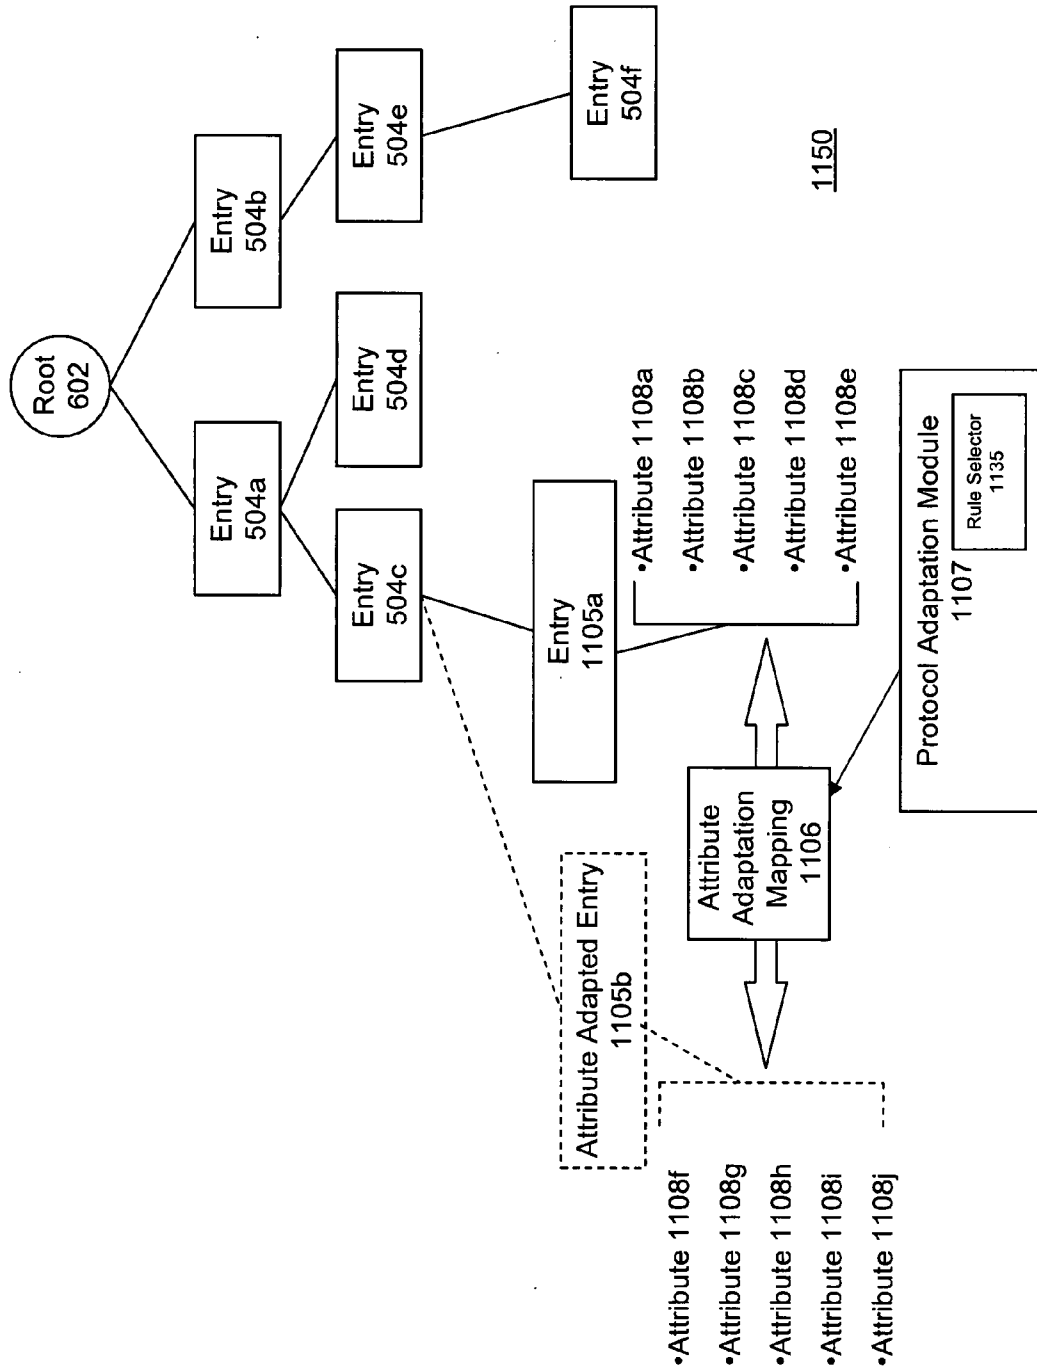 Root
602
Entry
504a
Entry
504b
Entry
504c
Entry
504d
Entry
504e
Entry
504f
Entry
1105a
Attribute Adapted Entry
1105b
•Attribute 1108a
•Attribute 1108b
•Attribute 1108c
•Attribute 1108d
•Attribute 1108e
•Attribute 1108f
•Attribute 1108g
•Attribute 1108h
•Attribute 1108i
•Attribute 1108j
Attribute
Adaptation
Mapping
1106
Protocol Adaptation Module
1107
Rule Selector
1135
1150